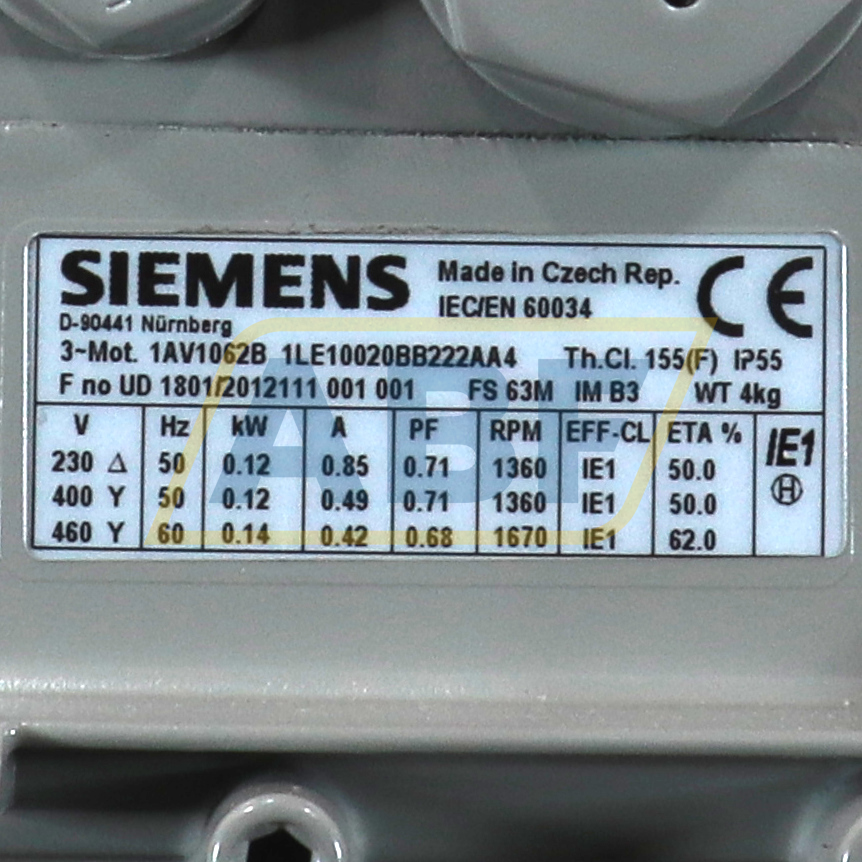 SIEMENS Made in Czech Rep. CE
IEC/EN 60034
D-90441 Nürnberg
3~Mot. 1AV1062B 1LE10020BB222AA4 Th.Cl. 155(F) IP55
F no UD 1801/2012111 001 001 FS 63M IM B3 WT 4kg
V Hz kW A PF RPM EFF-CL ETA % IE1
230 Δ 50 0.12 0.85 0.71 1360 IE1 50.0
400 Y 50 0.12 0.49 0.71 1360 IE1 50.0
460 Y 60 0.14 0.42 0.68 1670 IE1 62.0
H
ABF